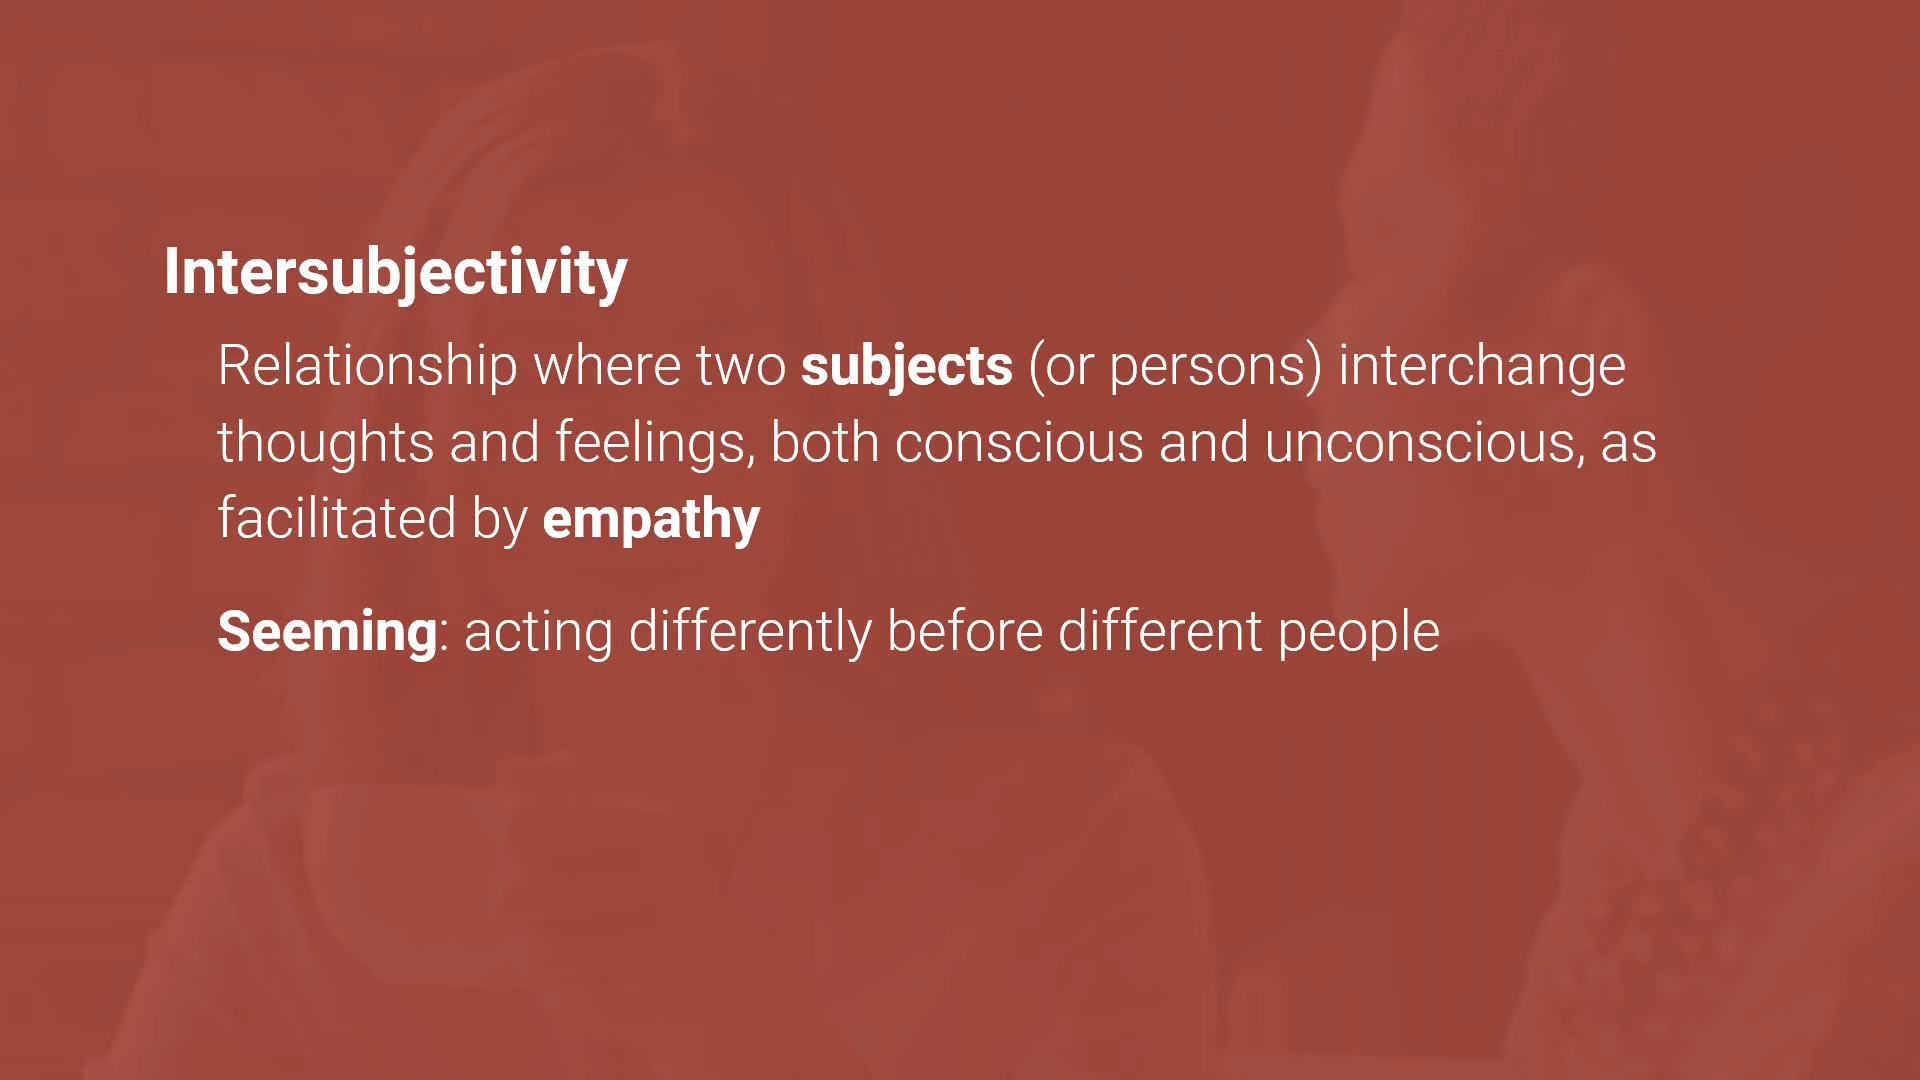 Intersubjectivity
Relationship where two subjects (or persons) interchange
thoughts and feelings, both conscious and unconscious, as
facilitated by empathy
Seeming: acting differently before different people